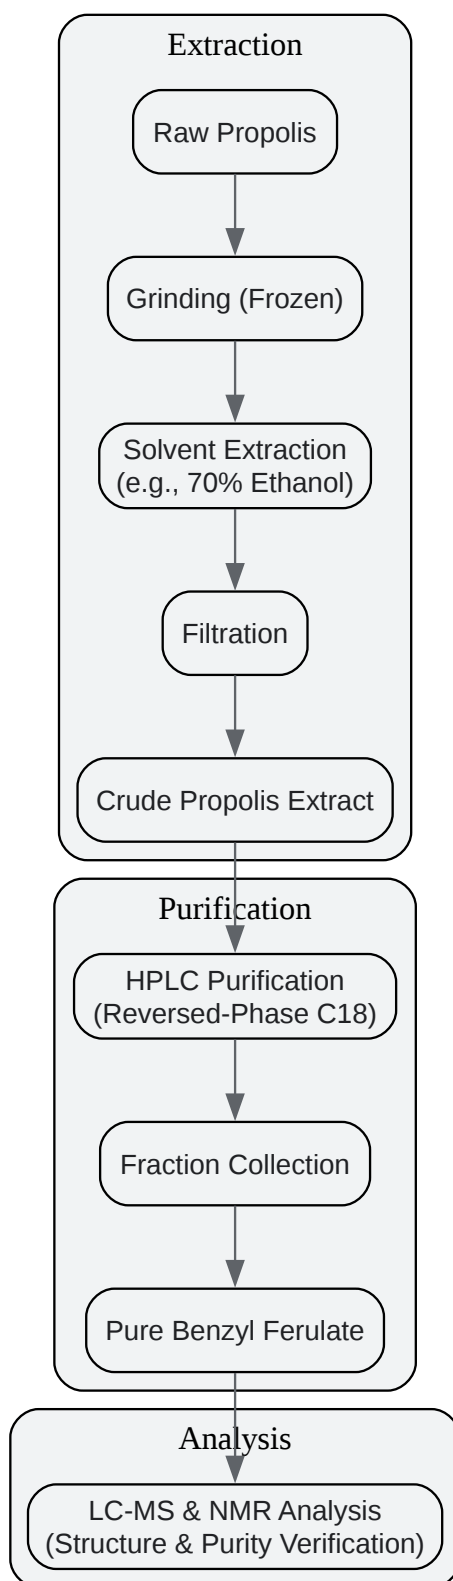 Extraction
Raw Propolis
Grinding (Frozen)
Solvent Extraction
(e.g., 70% Ethanol)
Filtration
Crude Propolis Extract
Purification
HPLC Purification
(Reversed-Phase C18)
Fraction Collection
Pure Benzyl Ferulate
Analysis
LC-MS & NMR Analysis
(Structure & Purity Verification)